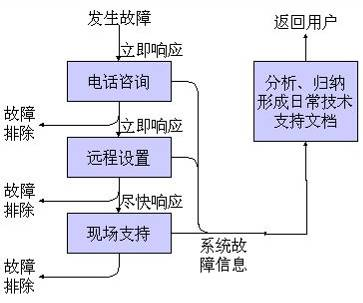 发生故障
返回用户
立即响应
电话咨询
分析、归纳
形成日常技术
支持文档
故障
排除
立即响应
远程设置
故障
排除
尽快响应
现场支持
系统故
障信息
故障
排除